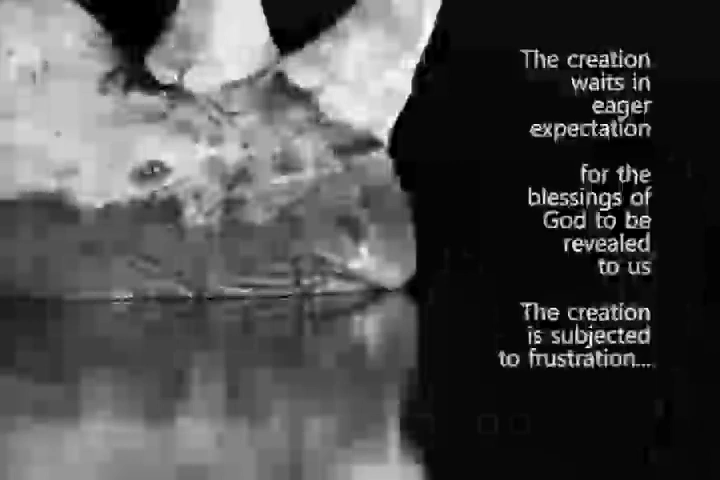 The creation
waits in
eager
expectation
for the
blessings of
God to be
revealed
to us
The creation
is subjected
to frustration...